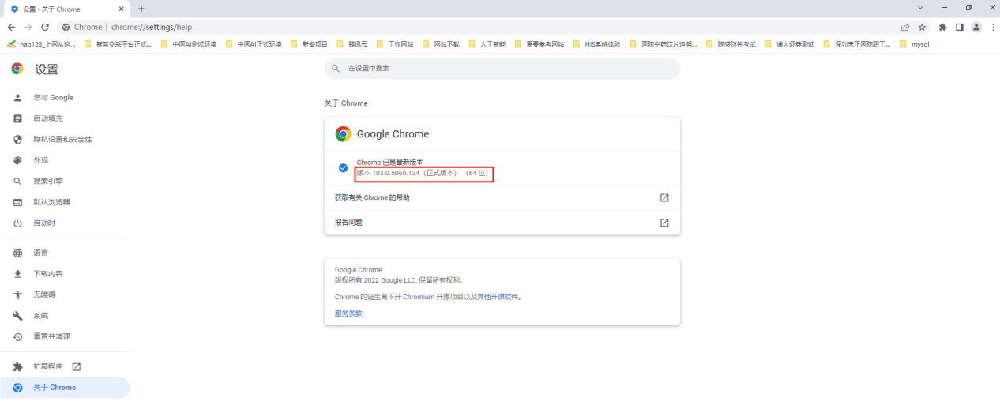 设置 - 关于 Chrome
Chrome | chrome://settings/help
hao123_上网从这... 智慧交采平台正式... 中医AI测试环境 中医AI正式环境 新安项目 腾讯云 工作网站 网站下载 人工智能 重要参考网站 HIS系统体验 医院中药饮片追溯... 院感防控考试 博大证券测试 深圳未正医院职工... mysql
设置
在设置中搜索
您与 Google
自动填充
隐私设置和安全性
外观
搜索引擎
默认浏览器
启动时
语言
下载内容
无障碍
系统
重置并清理
扩展程序
关于 Chrome
关于 Chrome
Google Chrome
Chrome 已是最新版本
版本 103.0.5060.134（正式版本） （64 位）
获取有关 Chrome 的帮助
报告问题
Google Chrome
版权所有 2022 Google LLC. 保留所有权利。
Chrome 的诞生离不开 Chromium 开源项目以及其他开源软件。
服务条款